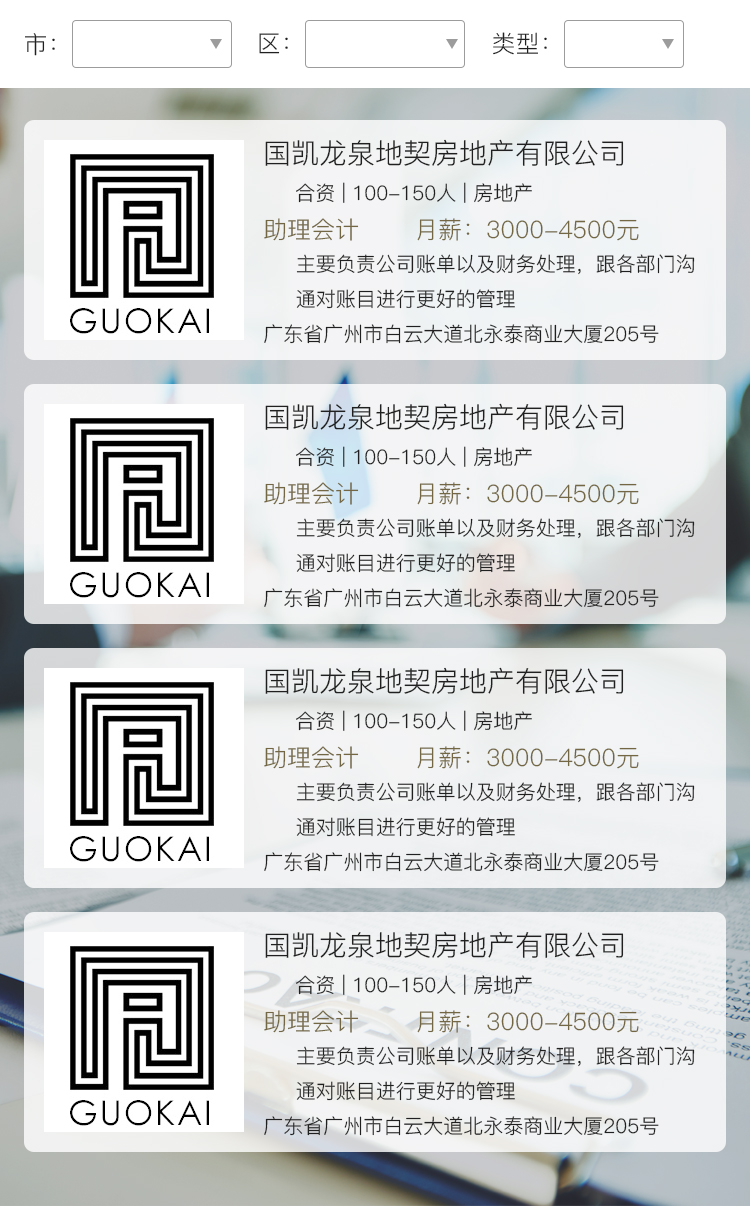 市： 区： 类型：
国凯龙泉地契房地产有限公司
合资 | 100-150人 | 房地产
助理会计 月薪：3000-4500元
主要负责公司账单以及财务处理，跟各部门沟
通对账目进行更好的管理
广东省广州市白云大道北永泰商业大厦205号
GUOKAI
国凯龙泉地契房地产有限公司
合资 | 100-150人 | 房地产
助理会计 月薪：3000-4500元
主要负责公司账单以及财务处理，跟各部门沟
通对账目进行更好的管理
广东省广州市白云大道北永泰商业大厦205号
GUOKAI
国凯龙泉地契房地产有限公司
合资 | 100-150人 | 房地产
助理会计 月薪：3000-4500元
主要负责公司账单以及财务处理，跟各部门沟
通对账目进行更好的管理
广东省广州市白云大道北永泰商业大厦205号
GUOKAI
国凯龙泉地契房地产有限公司
合资 | 100-150人 | 房地产
助理会计 月薪：3000-4500元
主要负责公司账单以及财务处理，跟各部门沟
通对账目进行更好的管理
广东省广州市白云大道北永泰商业大厦205号
GUOKAI